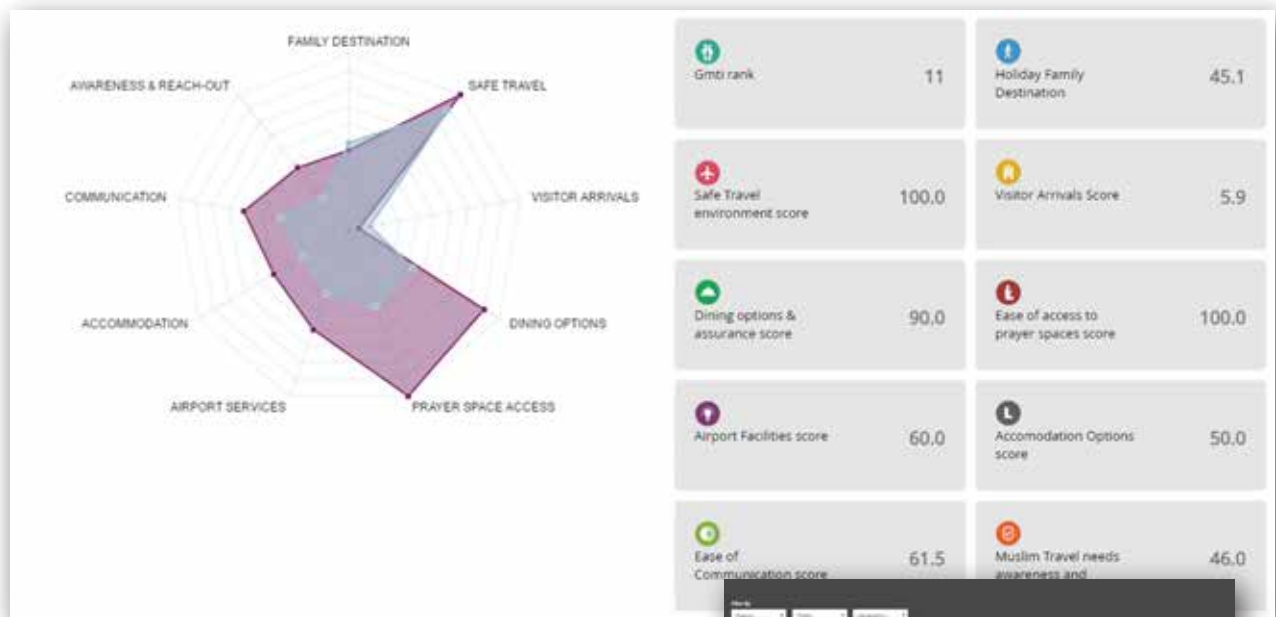 FAMILY DESTINATION
AWARENESS & REACH-OUT
SAFE TRAVEL
COMMUNICATION
VISITOR ARRIVALS
ACCOMMODATION
DINING OPTIONS
AIRPORT SERVICES
PRAYER SPACE ACCESS
Gmti rank
11
Holiday Family
Destination
45.1
Safe Travel
environment score
100.0
Visitor Arrivals Score
5.9
Dining options &
assurance score
90.0
Ease of access to
prayer spaces score
100.0
Airport Facilities score
60.0
Accomodation Options
score
50.0
Ease of
Communication score
61.5
Muslim Travel needs
awareness and
46.0